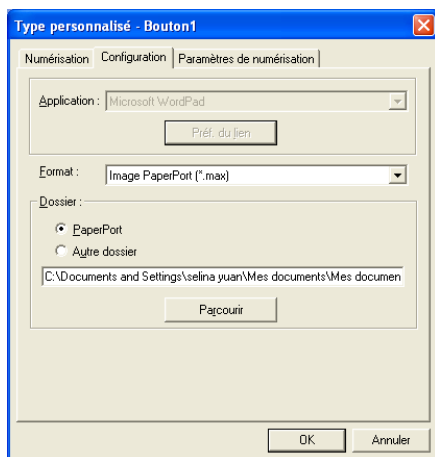 Type personnalisé - Bouton1
Numérisation Configuration Paramètres de numérisation
Application : Microsoft WordPad
Préf. du lien
Format : Image PaperPort (*.max)
Dossier :
PaperPort
Autre dossier
C:\Documents and Settings\selina yuan\Mes documents\Mes documen
Parcourir
OK Annuler